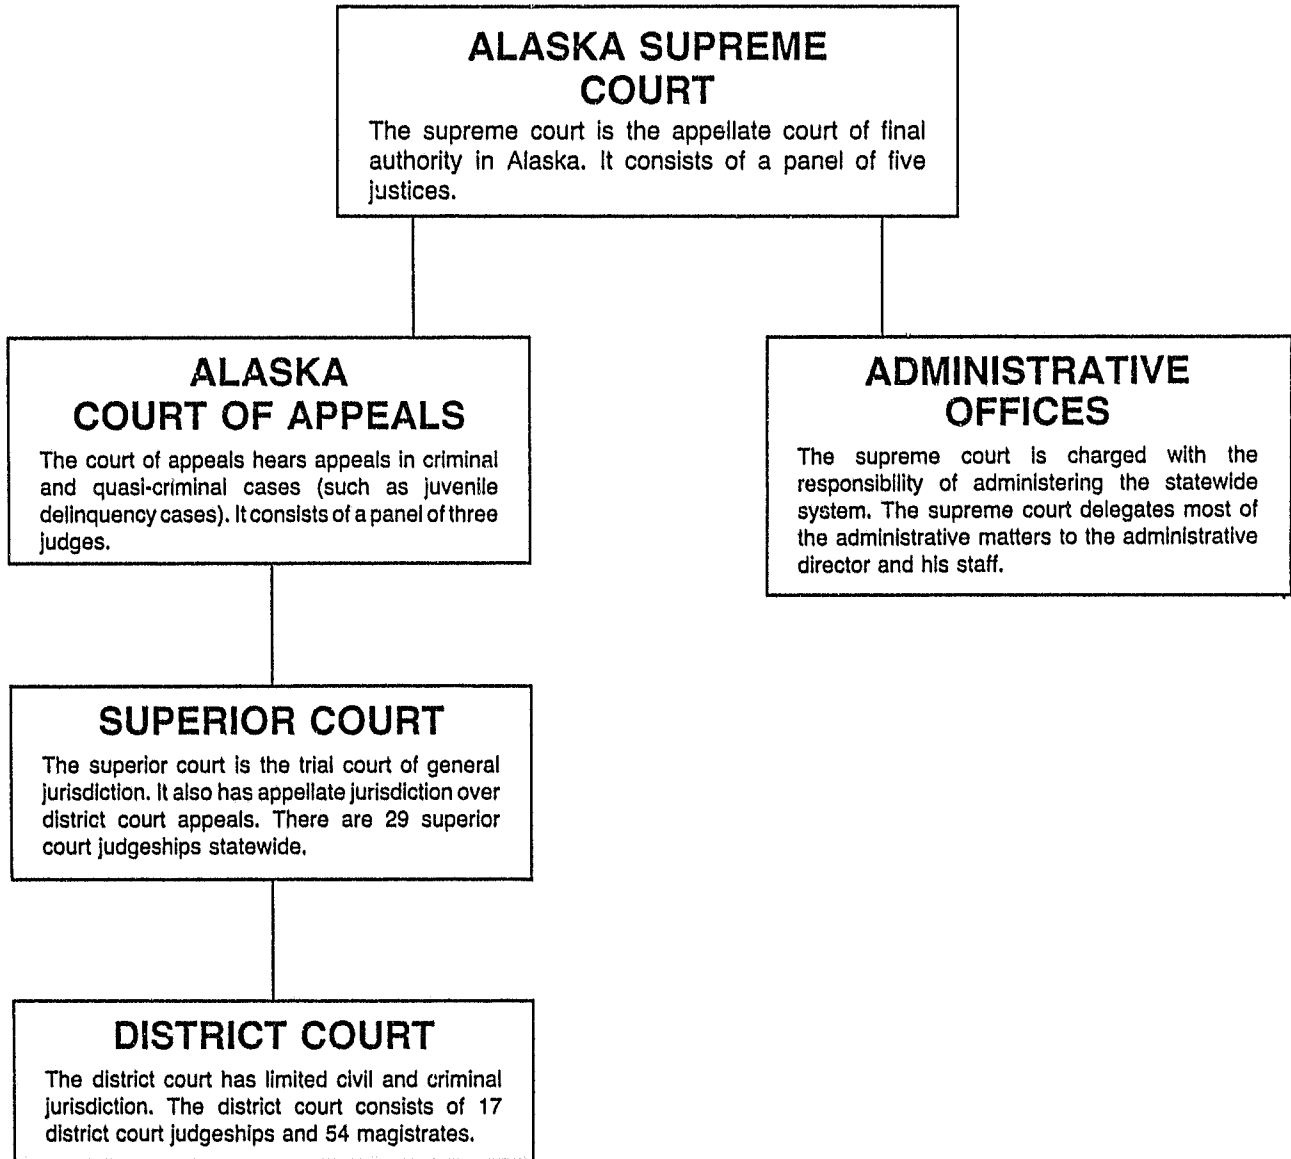 ALASKA SUPREME
COURT
The supreme court is the appellate court of final
authority in Alaska. It consists of a panel of five
justices.
ALASKA
COURT OF APPEALS
The court of appeals hears appeals in criminal
and quasi-criminal cases (such as juvenile
delinquency cases). It consists of a panel of three
judges.
ADMINISTRATIVE
OFFICES
The supreme court is charged with the
responsibility of administering the statewide
system. The supreme court delegates most of
the administrative matters to the administrative
director and his staff.
SUPERIOR COURT
The superior court is the trial court of general
jurisdiction. It also has appellate jurisdiction over
district court appeals. There are 29 superior
court judgeships statewide.
DISTRICT COURT
The district court has limited civil and criminal
jurisdiction. The district court consists of 17
district court judgeships and 54 magistrates.